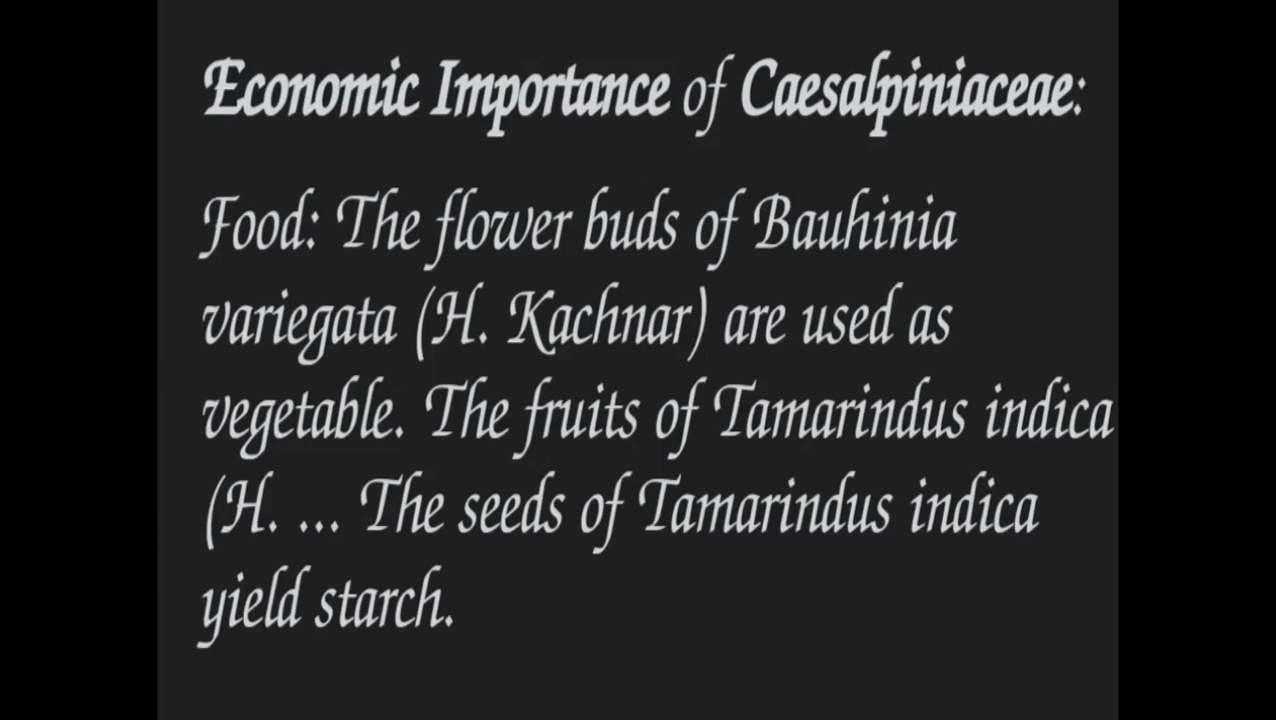 Economic Importance of Caesalpiniaceae:
Food: The flower buds of Bauhinia
variegata (H. Kachnar) are used as
vegetable. The fruits of Tamarindus indica
(H. ... The seeds of Tamarindus indica
yield starch.